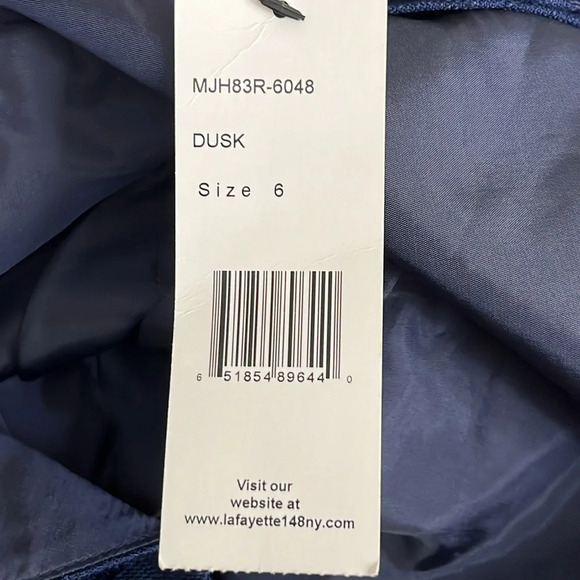 MJH83R-6048
DUSK
Size 6
6 51854 89644 0
Visit our
website at
www.lafayette148ny.com